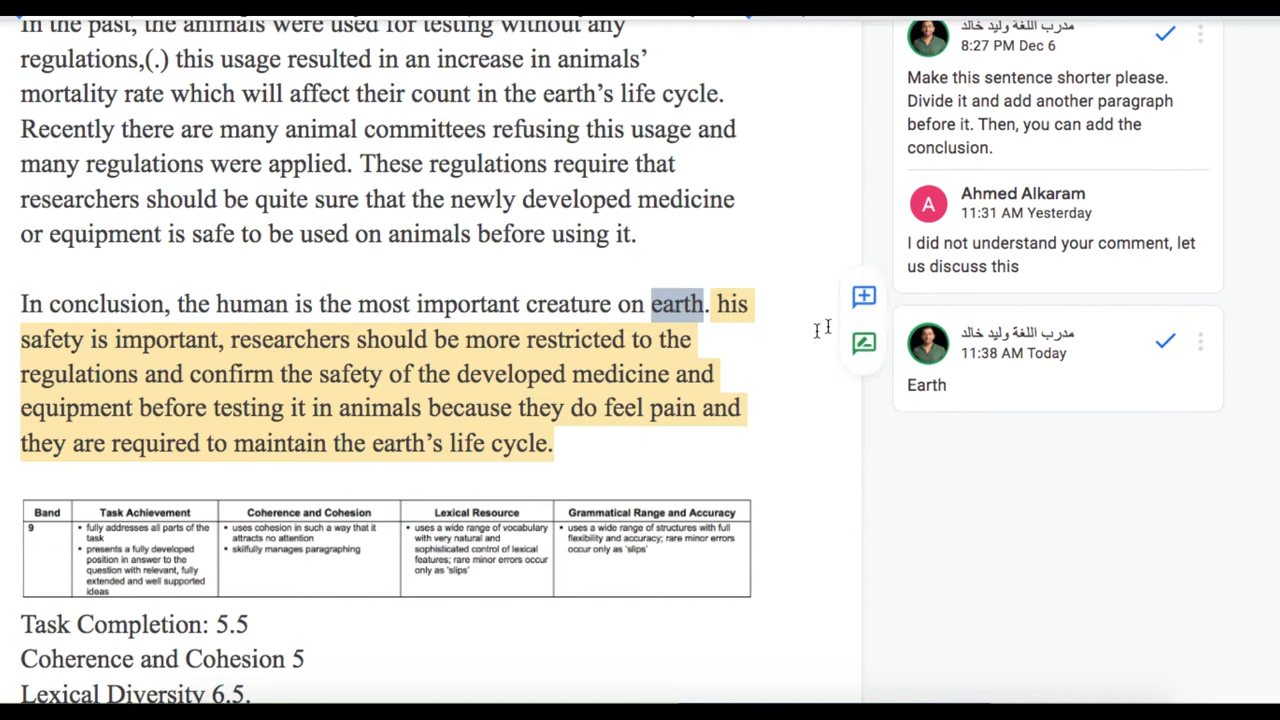 In the past, the animals were used for testing without any
regulations,(.) this usage resulted in an increase in animals’
mortality rate which will affect their count in the earth’s life cycle.
Recently there are many animal committees refusing this usage and
many regulations were applied. These regulations require that
researchers should be quite sure that the newly developed medicine
or equipment is safe to be used on animals before using it.
In conclusion, the human is the most important creature on earth. his
safety is important, researchers should be more restricted to the
regulations and confirm the safety of the developed medicine and
equipment before testing it in animals because they do feel pain and
they are required to maintain the earth’s life cycle.
Band
Task Achievement
Coherence and Cohesion
Lexical Resource
Grammatical Range and Accuracy
9
• fully addresses all parts of the
task
• presents a fully developed
position in answer to the
question with relevant, fully
extended and well supported
ideas
• uses cohesion in such a way that it
attracts no attention
• skilfully manages paragraphing
• uses a wide range of vocabulary
with very natural and
sophisticated control of lexical
features; rare minor errors occur
only as ‘slips’
• uses a wide range of structures with full
flexibility and accuracy; rare minor errors
occur only as ‘slips’
Task Completion: 5.5
Coherence and Cohesion 5
Lexical Diversity 6.5.
مدرب اللغة وليد خالد
8:27 PM Dec 6
Make this sentence shorter please.
Divide it and add another paragraph
before it. Then, you can add the
conclusion.
A
Ahmed Alkaram
11:31 AM Yesterday
I did not understand your comment, let
us discuss this
مدرب اللغة وليد خالد
11:38 AM Today
Earth